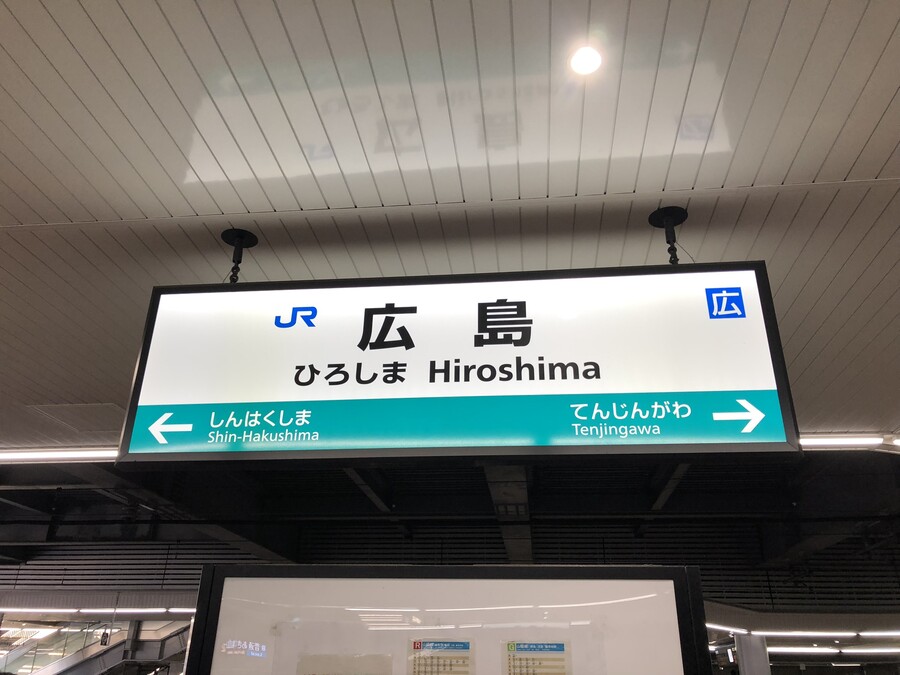 JR 広島 広
ひろしま Hiroshima
← しんはくしま てんじんがわ →
Shin-Hakushima Tenjingawa
R